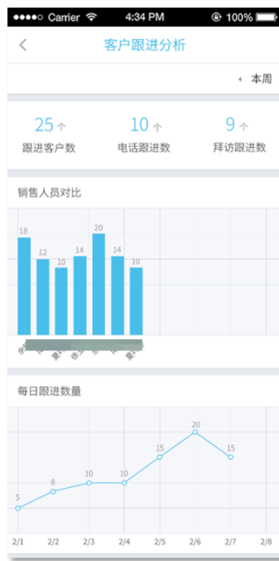 Carrier 4:34 PM 100%
客户跟进分析
本周
25个 10个 9个
跟进客户数 电话跟进数 拜访跟进数
销售人员对比
18 12 10 14 20 14 10
每日跟进数量
5 8 10 10 15 20 15
2/1 2/2 2/3 2/4 2/5 2/6 2/7 2/8